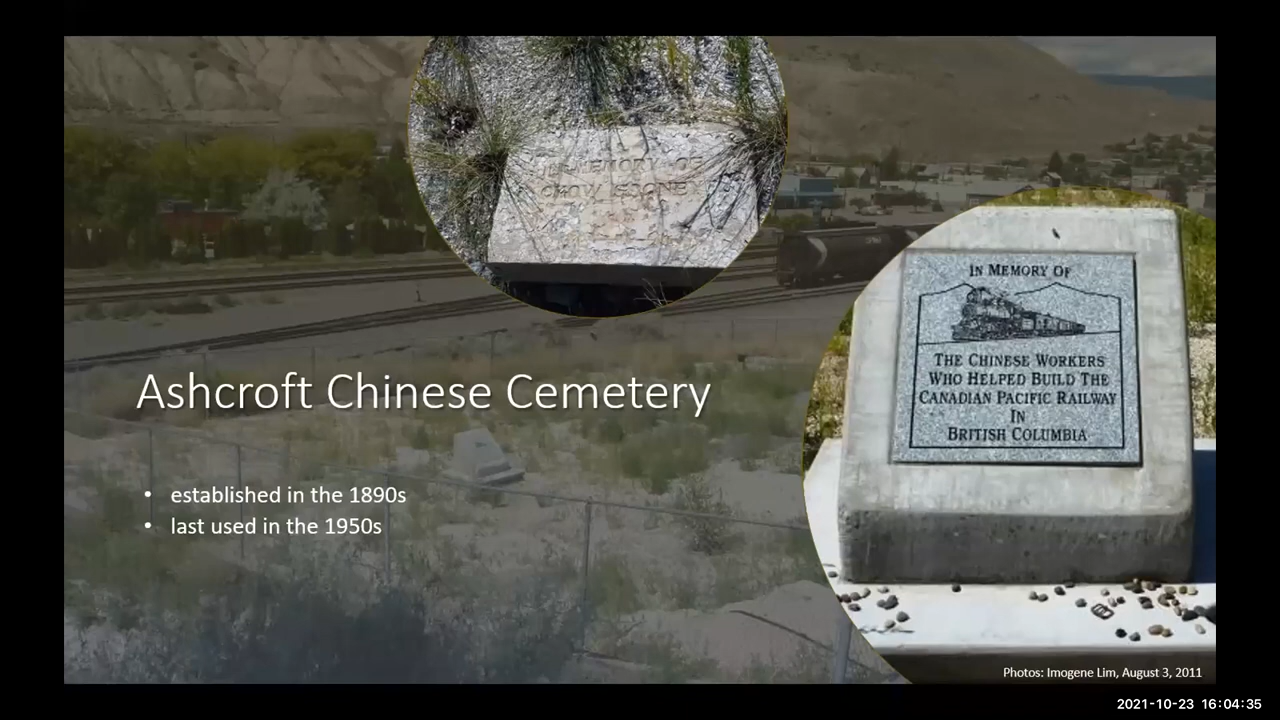 IN MEMORY OF
CHOW
Ashcroft Chinese Cemetery
• established in the 1890s
• last used in the 1950s
IN MEMORY OF
THE CHINESE WORKERS
WHO HELPED BUILD THE
CANADIAN PACIFIC RAILWAY
IN
BRITISH COLUMBIA
Photos: Imogene Lim, August 3, 2011
2021-10-23 16:04:35